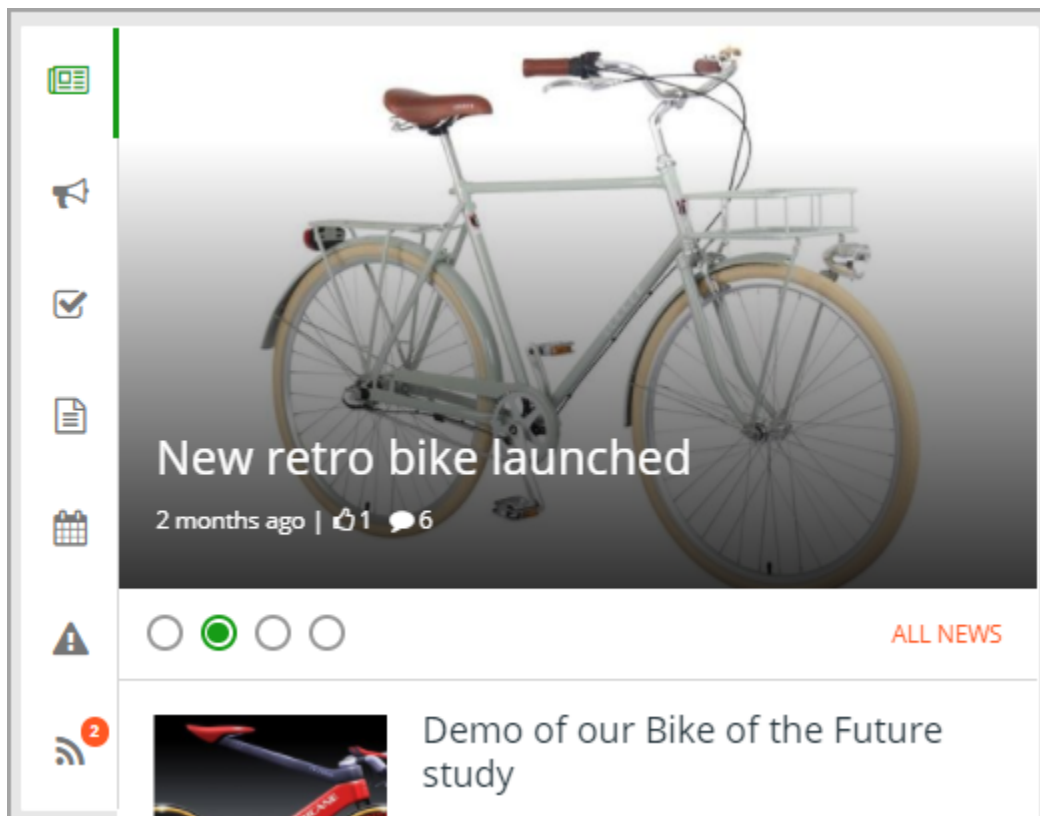 New retro bike launched
2 months ago | 1 6
ALL NEWS
2
Demo of our Bike of the Future
study